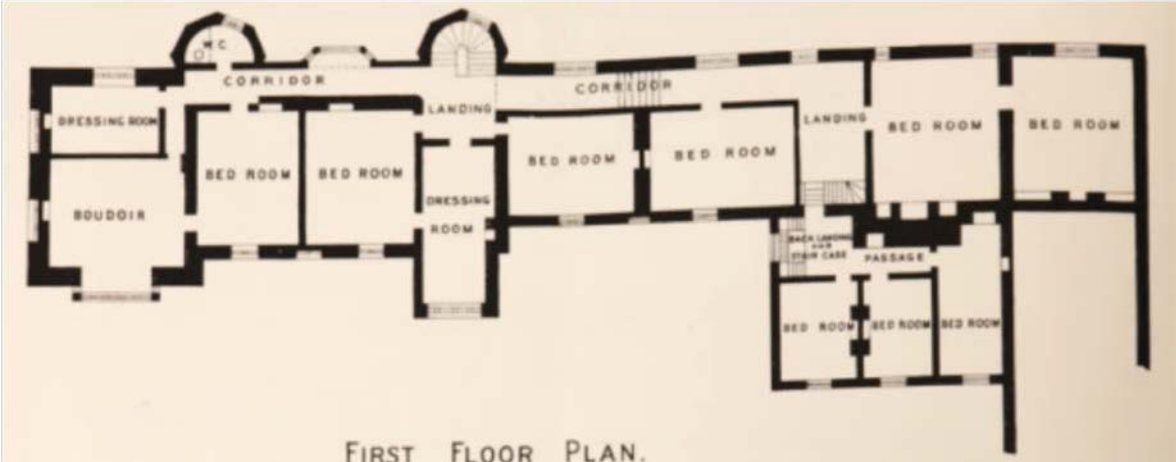 W.C.
CORRIDOR
CORRIDOR
DRESSING ROOM
LANDING
LANDING
BED ROOM
BED ROOM
BED ROOM
BED ROOM
BED ROOM
BED ROOM
BOUDOIR
DRESSING
ROOM
BACK LANDING
AND
STAIR CASE
PASSAGE
BED ROOM
BED ROOM
BED ROOM
FIRST FLOOR PLAN.